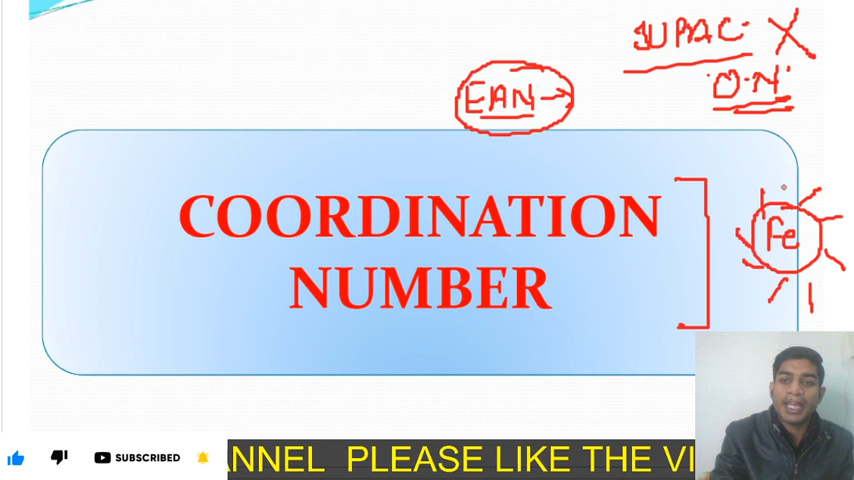 IUPAC X
O.N
EAN→
COORDINATION
NUMBER
Fe
SUBSCRIBED
ANNEL PLEASE LIKE THE VI